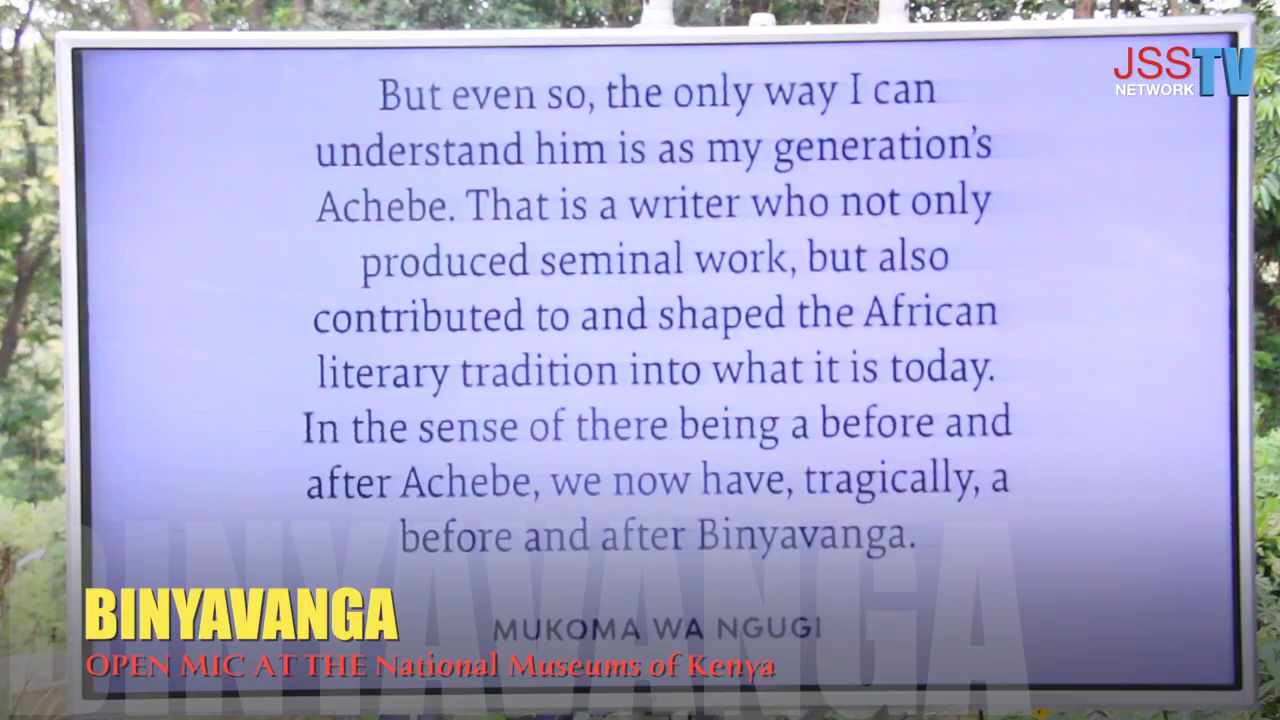 JSS TV
NETWORK
But even so, the only way I can
understand him is as my generation's
Achebe. That is a writer who not only
produced seminal work, but also
contributed to and shaped the African
literary tradition into what it is today.
In the sense of there being a before and
after Achebe, we now have, tragically, a
before and after Binyavanga.
MUKOMA WA NGUGI
BINYAVANGA
BINYAVANGA
OPEN MIC AT THE National Museums of Kenya